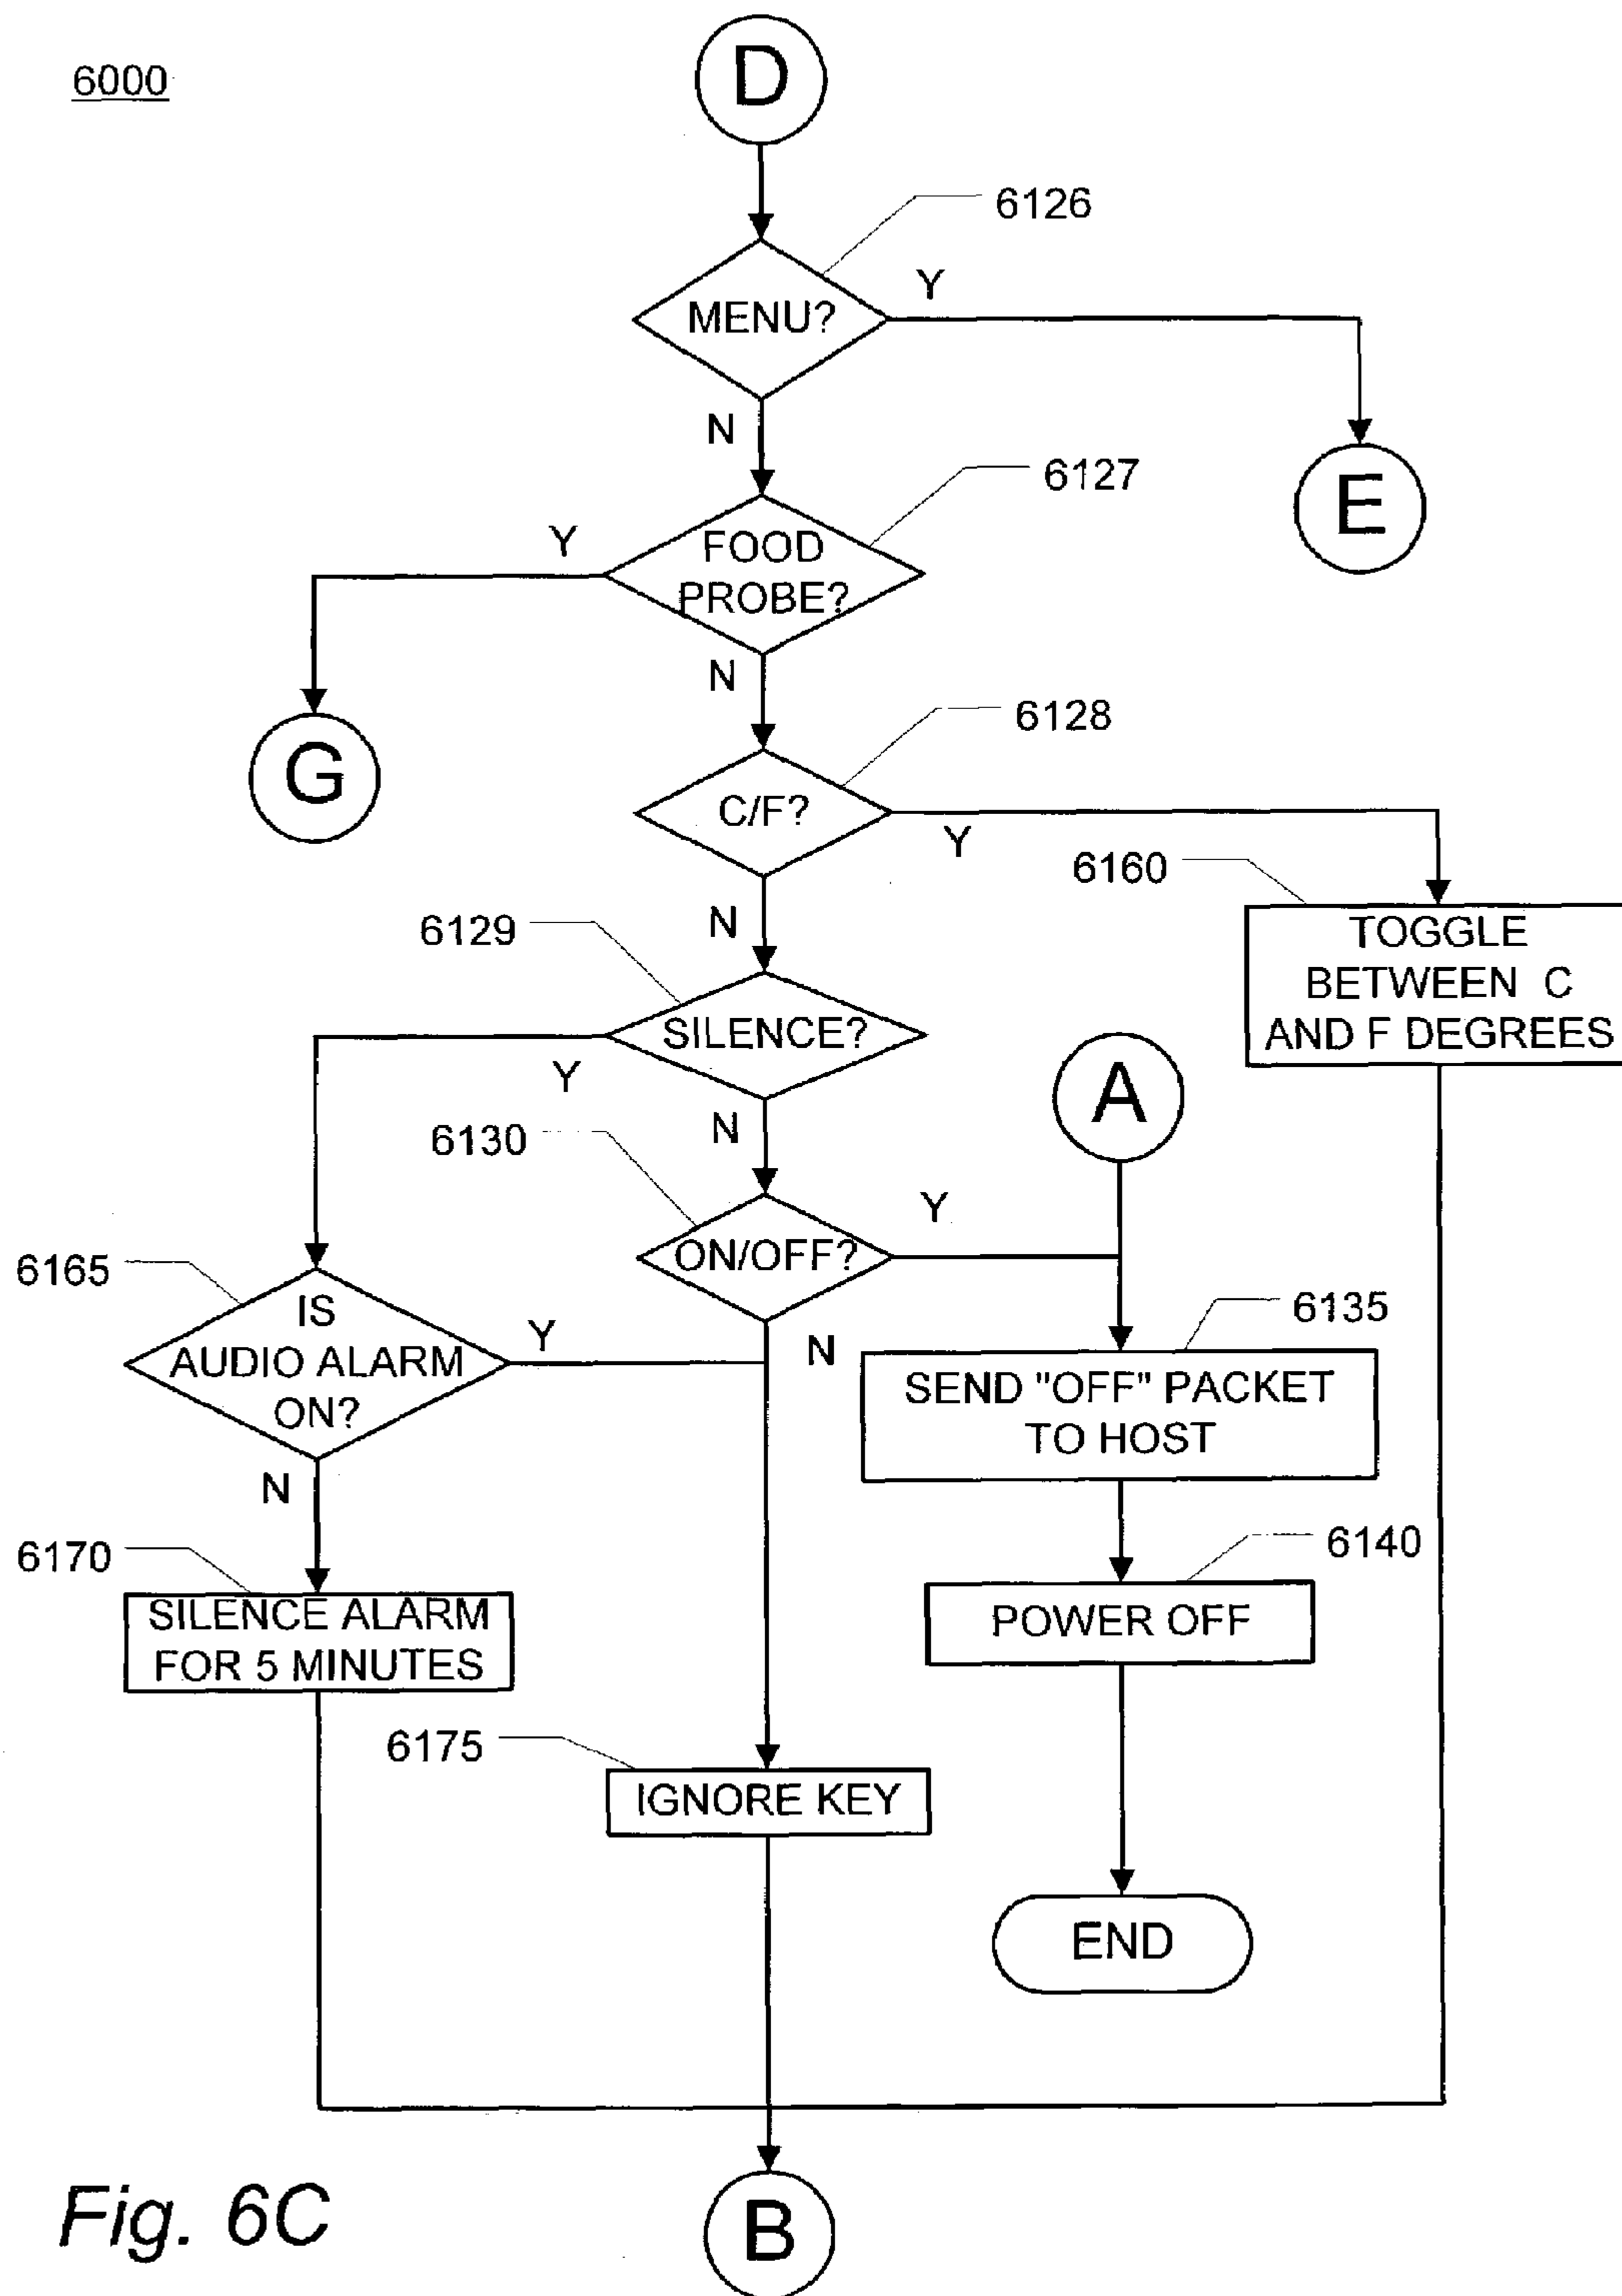 6000
D
6126
MENU?
Y
N
E
6127
FOOD
PROBE?
Y
N
G
6128
C/F?
Y
N
6160
TOGGLE
BETWEEN C
AND F DEGREES
6129
SILENCE?
Y
N
A
6130
ON/OFF?
Y
N
6165
IS
AUDIO ALARM
ON?
Y
N
6135
SEND "OFF" PACKET
TO HOST
6140
POWER OFF
6170
SILENCE ALARM
FOR 5 MINUTES
6175
IGNORE KEY
END
B
Fig. 6C